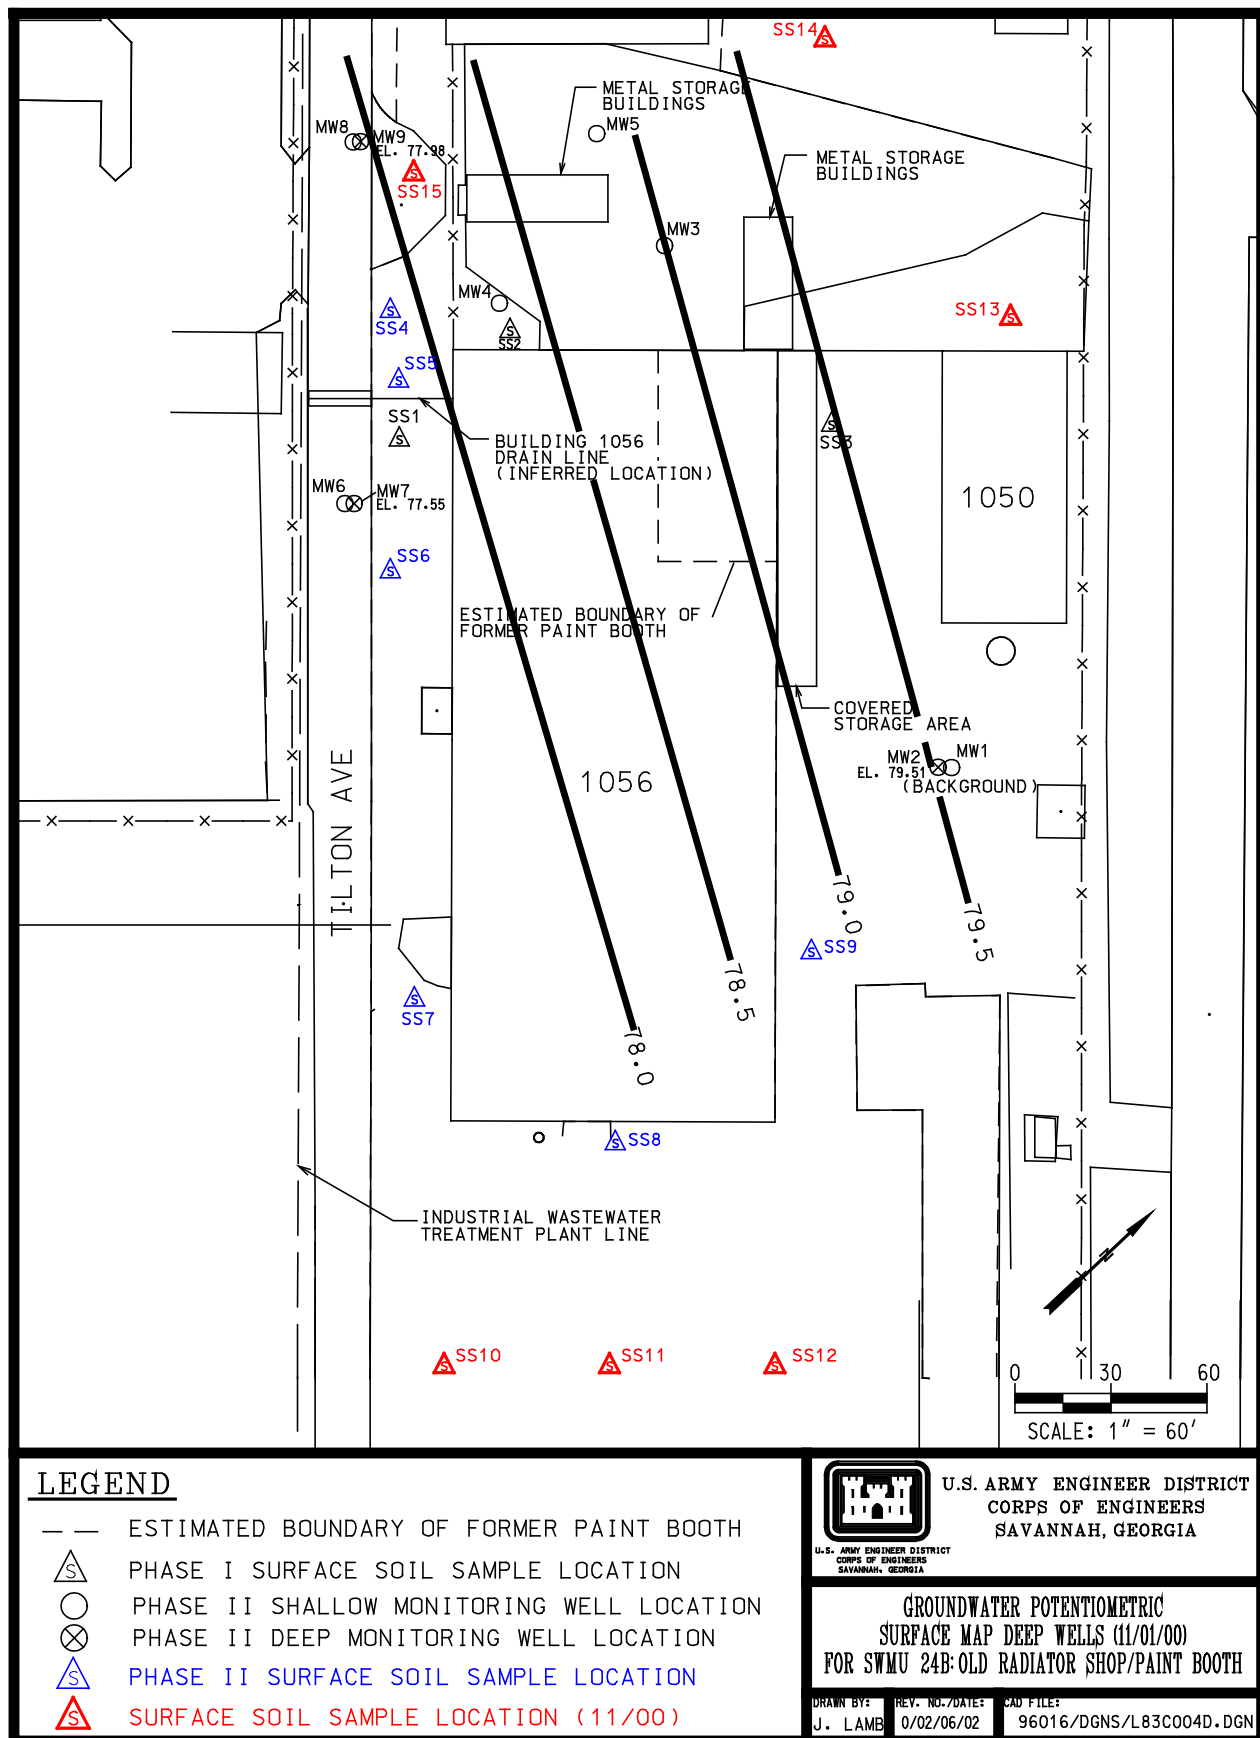 SS14
METAL STORAGE
BUILDINGS
MW5
MW8
MW9
EL. 77.98
SS15
METAL STORAGE
BUILDINGS
MW3
MW4
SS2
SS4
SS13
SS5
SS1
SS3
BUILDING 1056
DRAIN LINE
(INFERRED LOCATION)
MW6
MW7
EL. 77.55
1050
SS6
ESTIMATED BOUNDARY OF
FORMER PAINT BOOTH
COVERED
STORAGE AREA
MW2
MW1
EL. 79.51
(BACKGROUND)
1056
TILTON AVE
79.0
79.5
SS9
78.5
SS7
78.0
SS8
INDUSTRIAL WASTEWATER
TREATMENT PLANT LINE
N
SS10
SS11
SS12
0 30 60
SCALE: 1" = 60'
LEGEND
ESTIMATED BOUNDARY OF FORMER PAINT BOOTH
S PHASE I SURFACE SOIL SAMPLE LOCATION
PHASE II SHALLOW MONITORING WELL LOCATION
PHASE II DEEP MONITORING WELL LOCATION
S PHASE II SURFACE SOIL SAMPLE LOCATION
S SURFACE SOIL SAMPLE LOCATION (11/00)
U.S. ARMY ENGINEER DISTRICT
CORPS OF ENGINEERS
SAVANNAH, GEORGIA
U.S. ARMY ENGINEER DISTRICT
CORPS OF ENGINEERS
SAVANNAH, GEORGIA
GROUNDWATER POTENTIOMETRIC
SURFACE MAP DEEP WELLS (11/01/00)
FOR SWMU 24B: OLD RADIATOR SHOP/PAINT BOOTH
DRAWN BY:
J. LAMB
REV. NO./DATE:
0/02/06/02
CAD FILE:
96016/DGNS/L83C004D.DGN